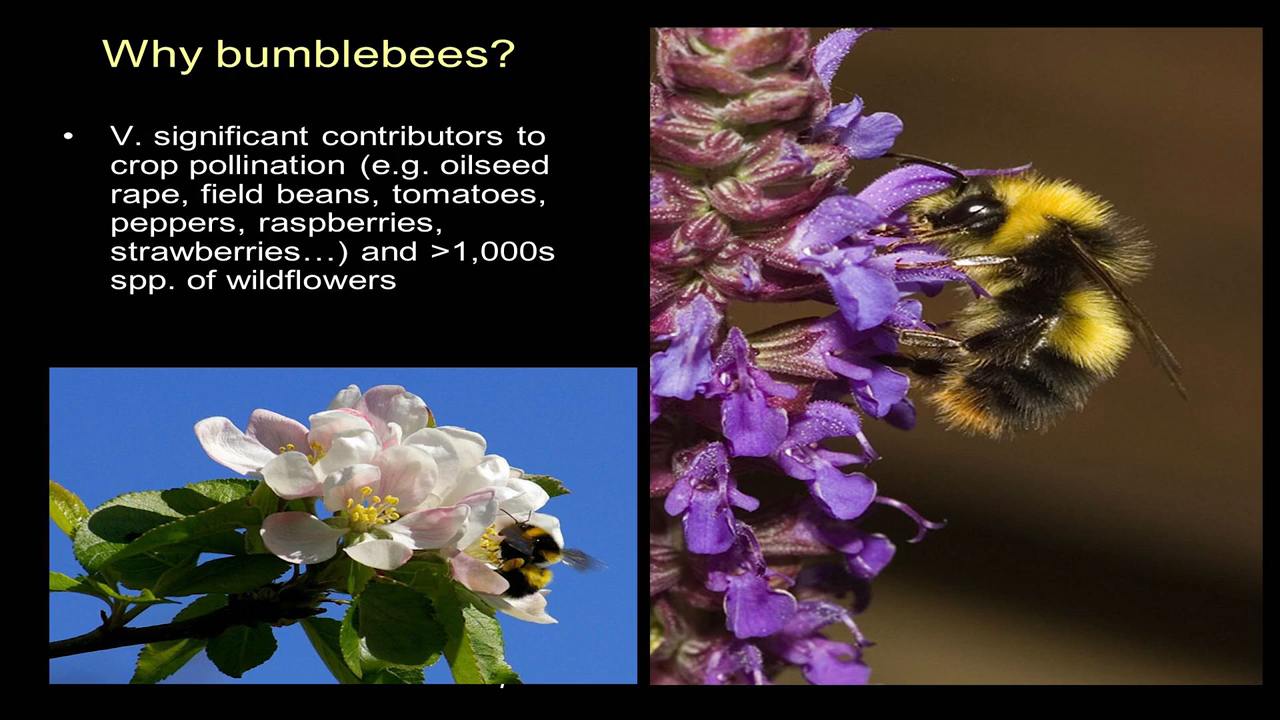 Why bumblebees?
• V. significant contributors to
crop pollination (e.g. oilseed
rape, field beans, tomatoes,
peppers, raspberries,
strawberries…) and >1,000s
spp. of wildflowers